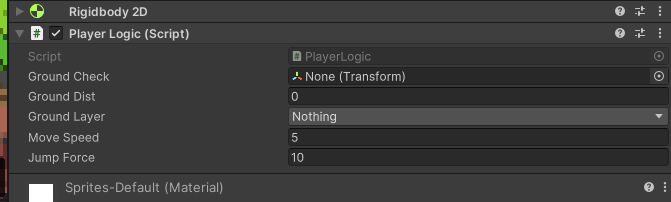 Rigidbody 2D
# Player Logic (Script)
Script # PlayerLogic
Ground Check None (Transform)
Ground Dist 0
Ground Layer Nothing
Move Speed 5
Jump Force 10
Sprites-Default (Material)